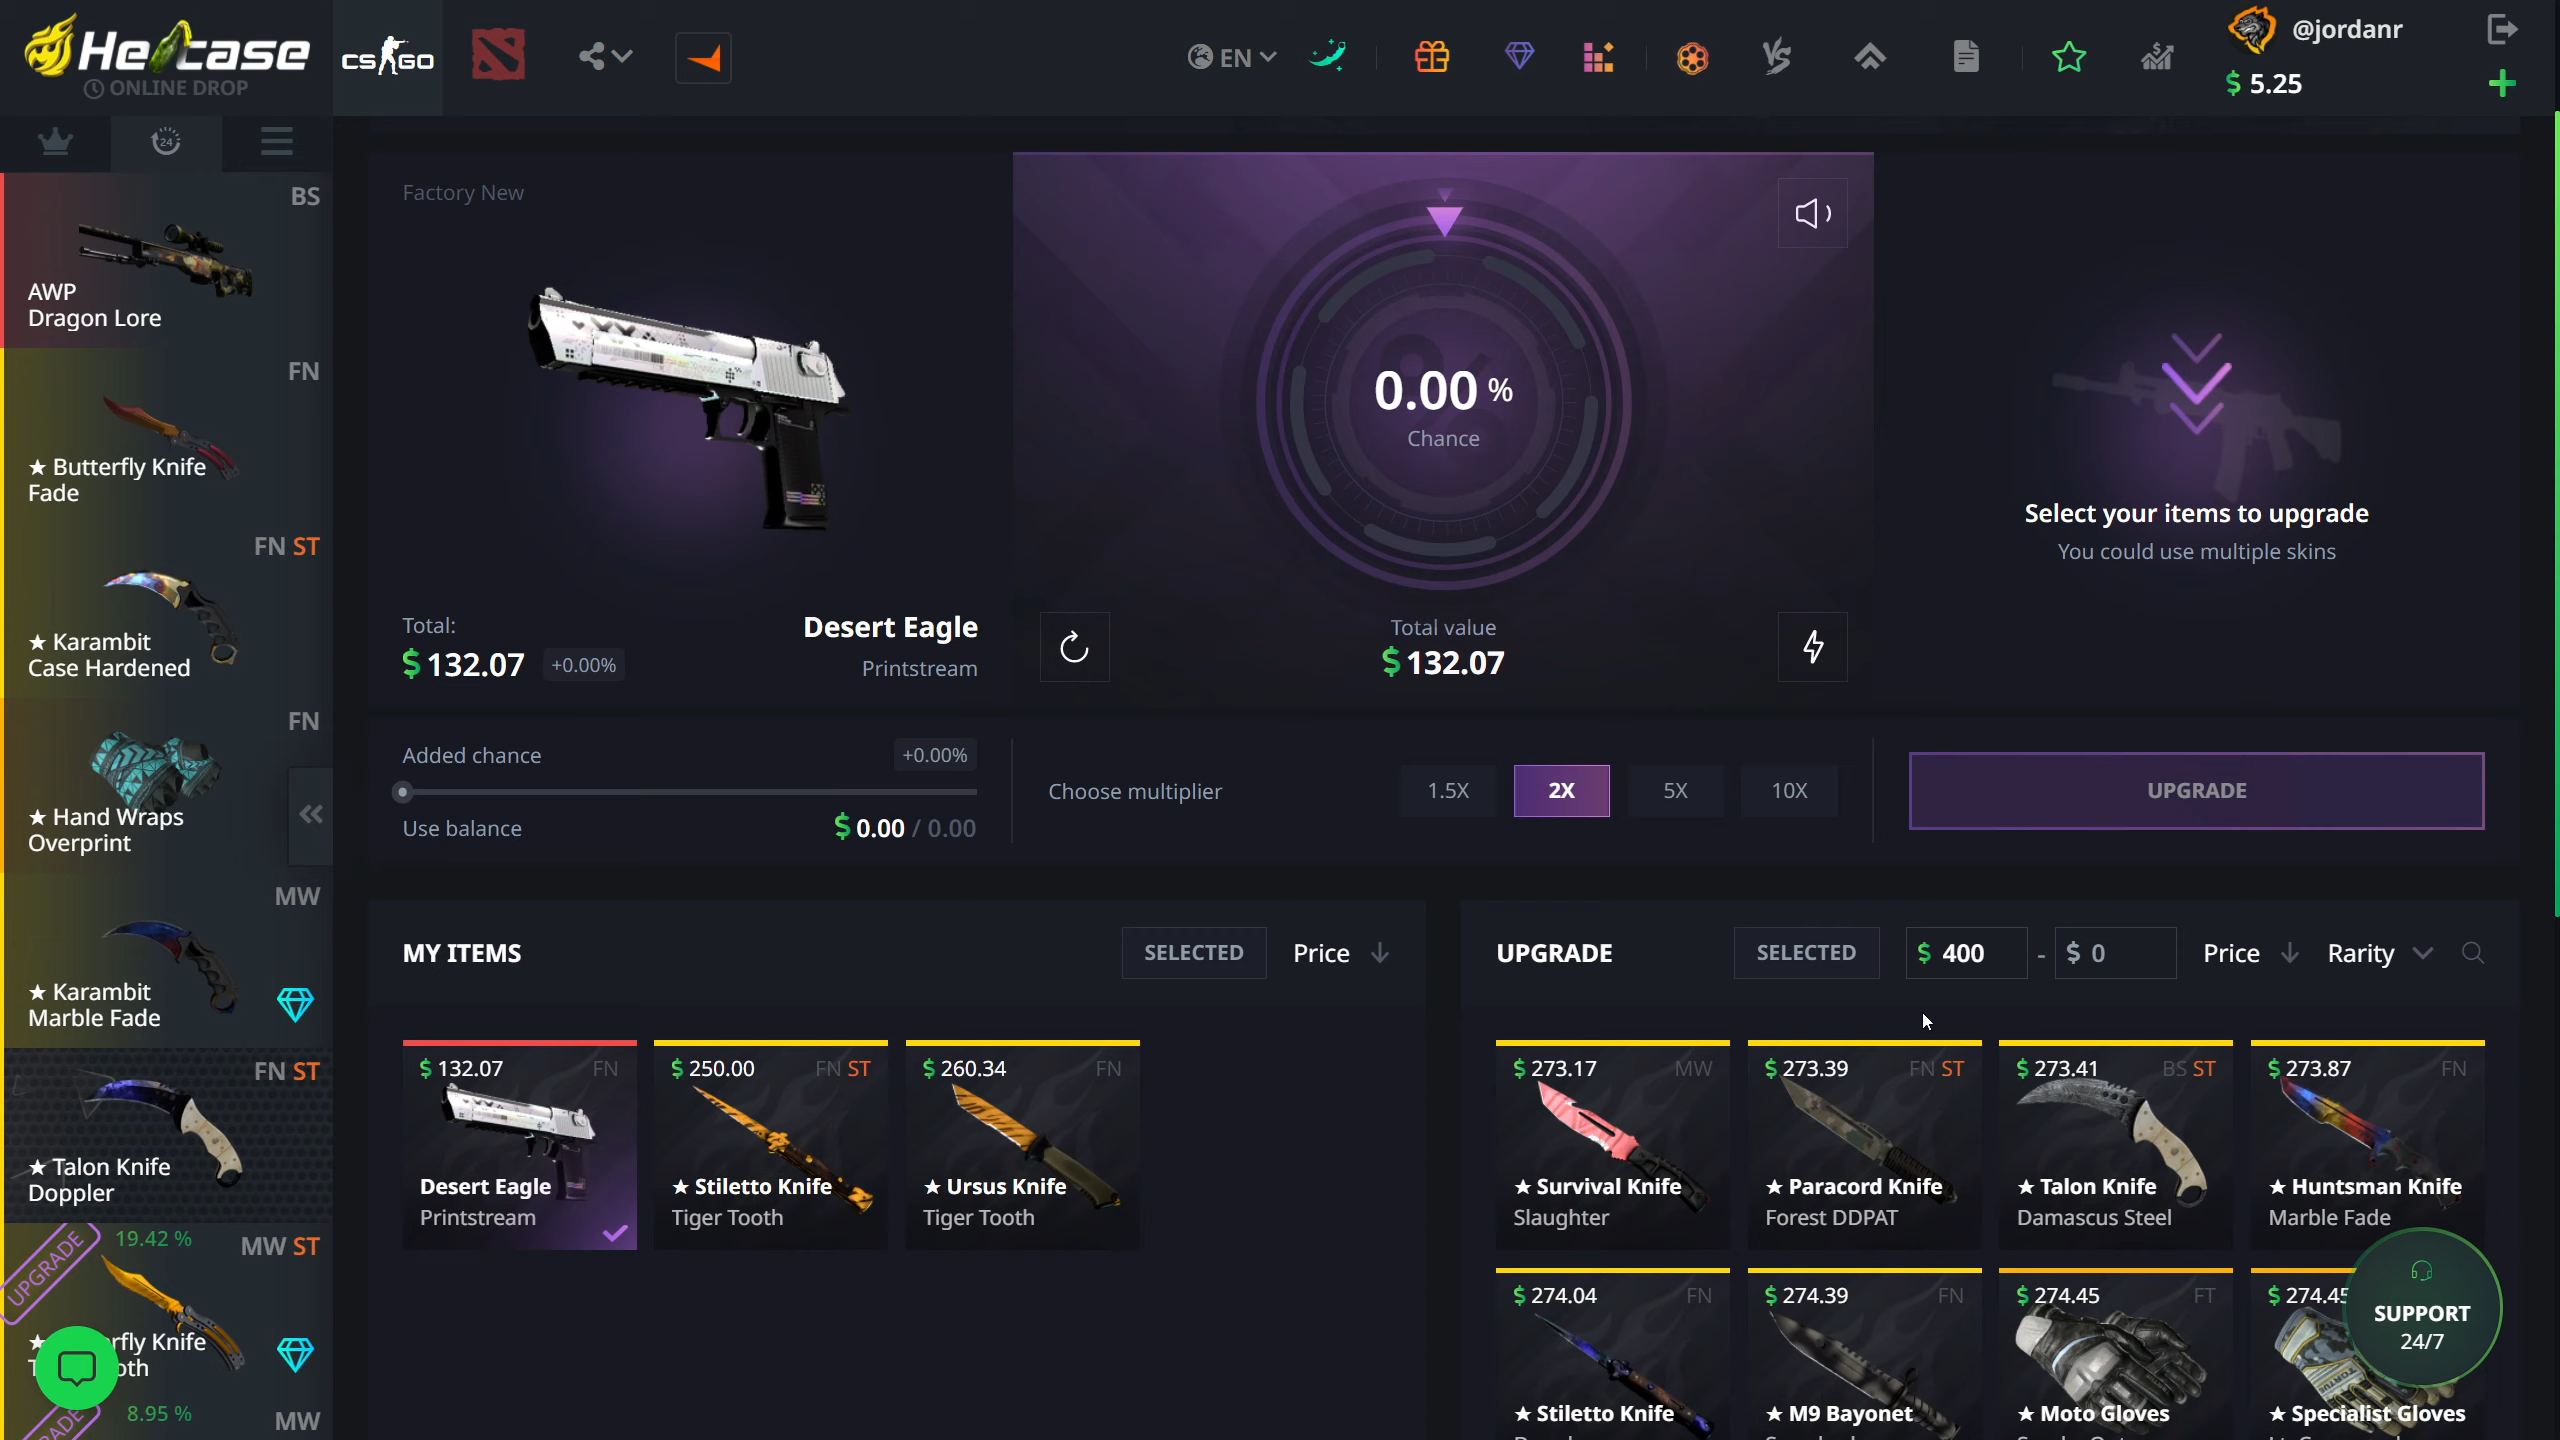 Hellcase
ONLINE DROP
CS GO
EN
@jordanr
$ 5.25
24
BS
AWP
Dragon Lore
FN
★ Butterfly Knife
Fade
FN ST
★ Karambit
Case Hardened
FN
★ Hand Wraps
Overprint
MW
★ Karambit
Marble Fade
FN ST
★ Talon Knife
Doppler
UPGRADE
19.42 %
MW ST
8.95 %
MW
Factory New
Total:
$ 132.07
+0.00%
Desert Eagle
Printstream
0.00 %
Chance
Total value
$ 132.07
Select your items to upgrade
You could use multiple skins
Added chance
+0.00%
Use balance
$ 0.00 / 0.00
Choose multiplier
1.5X
2X
5X
10X
UPGRADE
MY ITEMS
SELECTED
Price
$ 132.07
FN
Desert Eagle
Printstream
$ 250.00
FN ST
★ Stiletto Knife
Tiger Tooth
$ 260.34
FN
★ Ursus Knife
Tiger Tooth
UPGRADE
SELECTED
$ 400 - $ 0
Price
Rarity
$ 273.17
MW
★ Survival Knife
Slaughter
$ 273.39
FN ST
★ Paracord Knife
Forest DDPAT
$ 273.41
BS ST
★ Talon Knife
Damascus Steel
$ 273.87
FN
★ Huntsman Knife
Marble Fade
$ 274.04
FN
★ Stiletto Knife
$ 274.39
FN
★ M9 Bayonet
$ 274.45
FT
★ Moto Gloves
$ 274.45
★ Specialist Gloves
SUPPORT
24/7